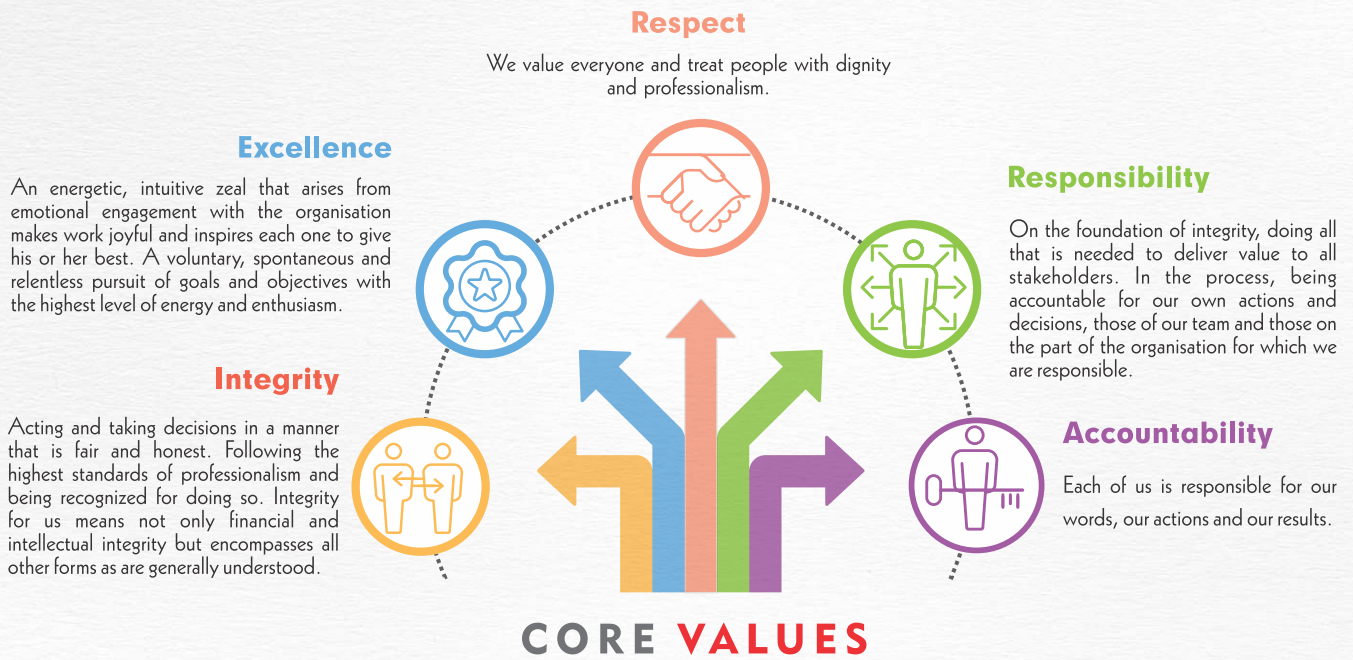 Respect
We value everyone and treat people with dignity
and professionalism.
Excellence
An energetic, intuitive zeal that arises from
emotional engagement with the organisation
makes work joyful and inspires each one to give
his or her best. A voluntary, spontaneous and
relentless pursuit of goals and objectives with
the highest level of energy and enthusiasm.
Responsibility
On the foundation of integrity, doing all
that is needed to deliver value to all
stakeholders. In the process, being
accountable for our own actions and
decisions, those of our team and those on
the part of the organisation for which we
are responsible.
Integrity
Acting and taking decisions in a manner
that is fair and honest. Following the
highest standards of professionalism and
being recognized for doing so. Integrity
for us means not only financial and
intellectual integrity but encompasses all
other forms as are generally understood.
Accountability
Each of us is responsible for our
words, our actions and our results.
CORE VALUES